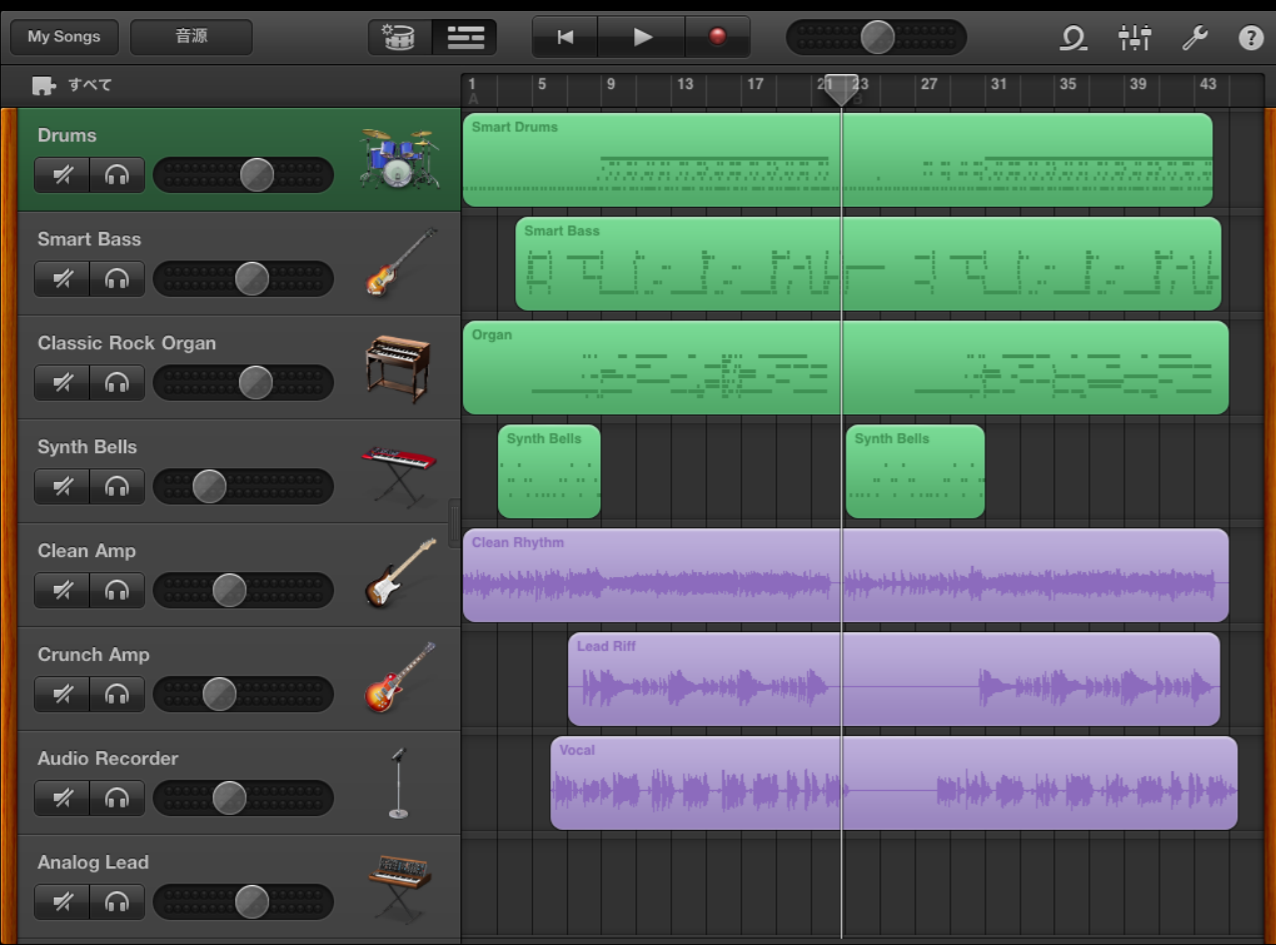 My Songs 音源 ?
すべて 1 5 9 13 17 21 23 27 31 35 39 43
A B
Drums
Smart Drums
Smart Bass
Smart Bass
Classic Rock Organ
Organ
Synth Bells
Synth Bells Synth Bells
Clean Amp
Clean Rhythm
Crunch Amp
Lead Riff
Audio Recorder
Vocal
Analog Lead